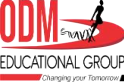 ODM
EDUCATIONAL GROUP
Changing your Tomorrow